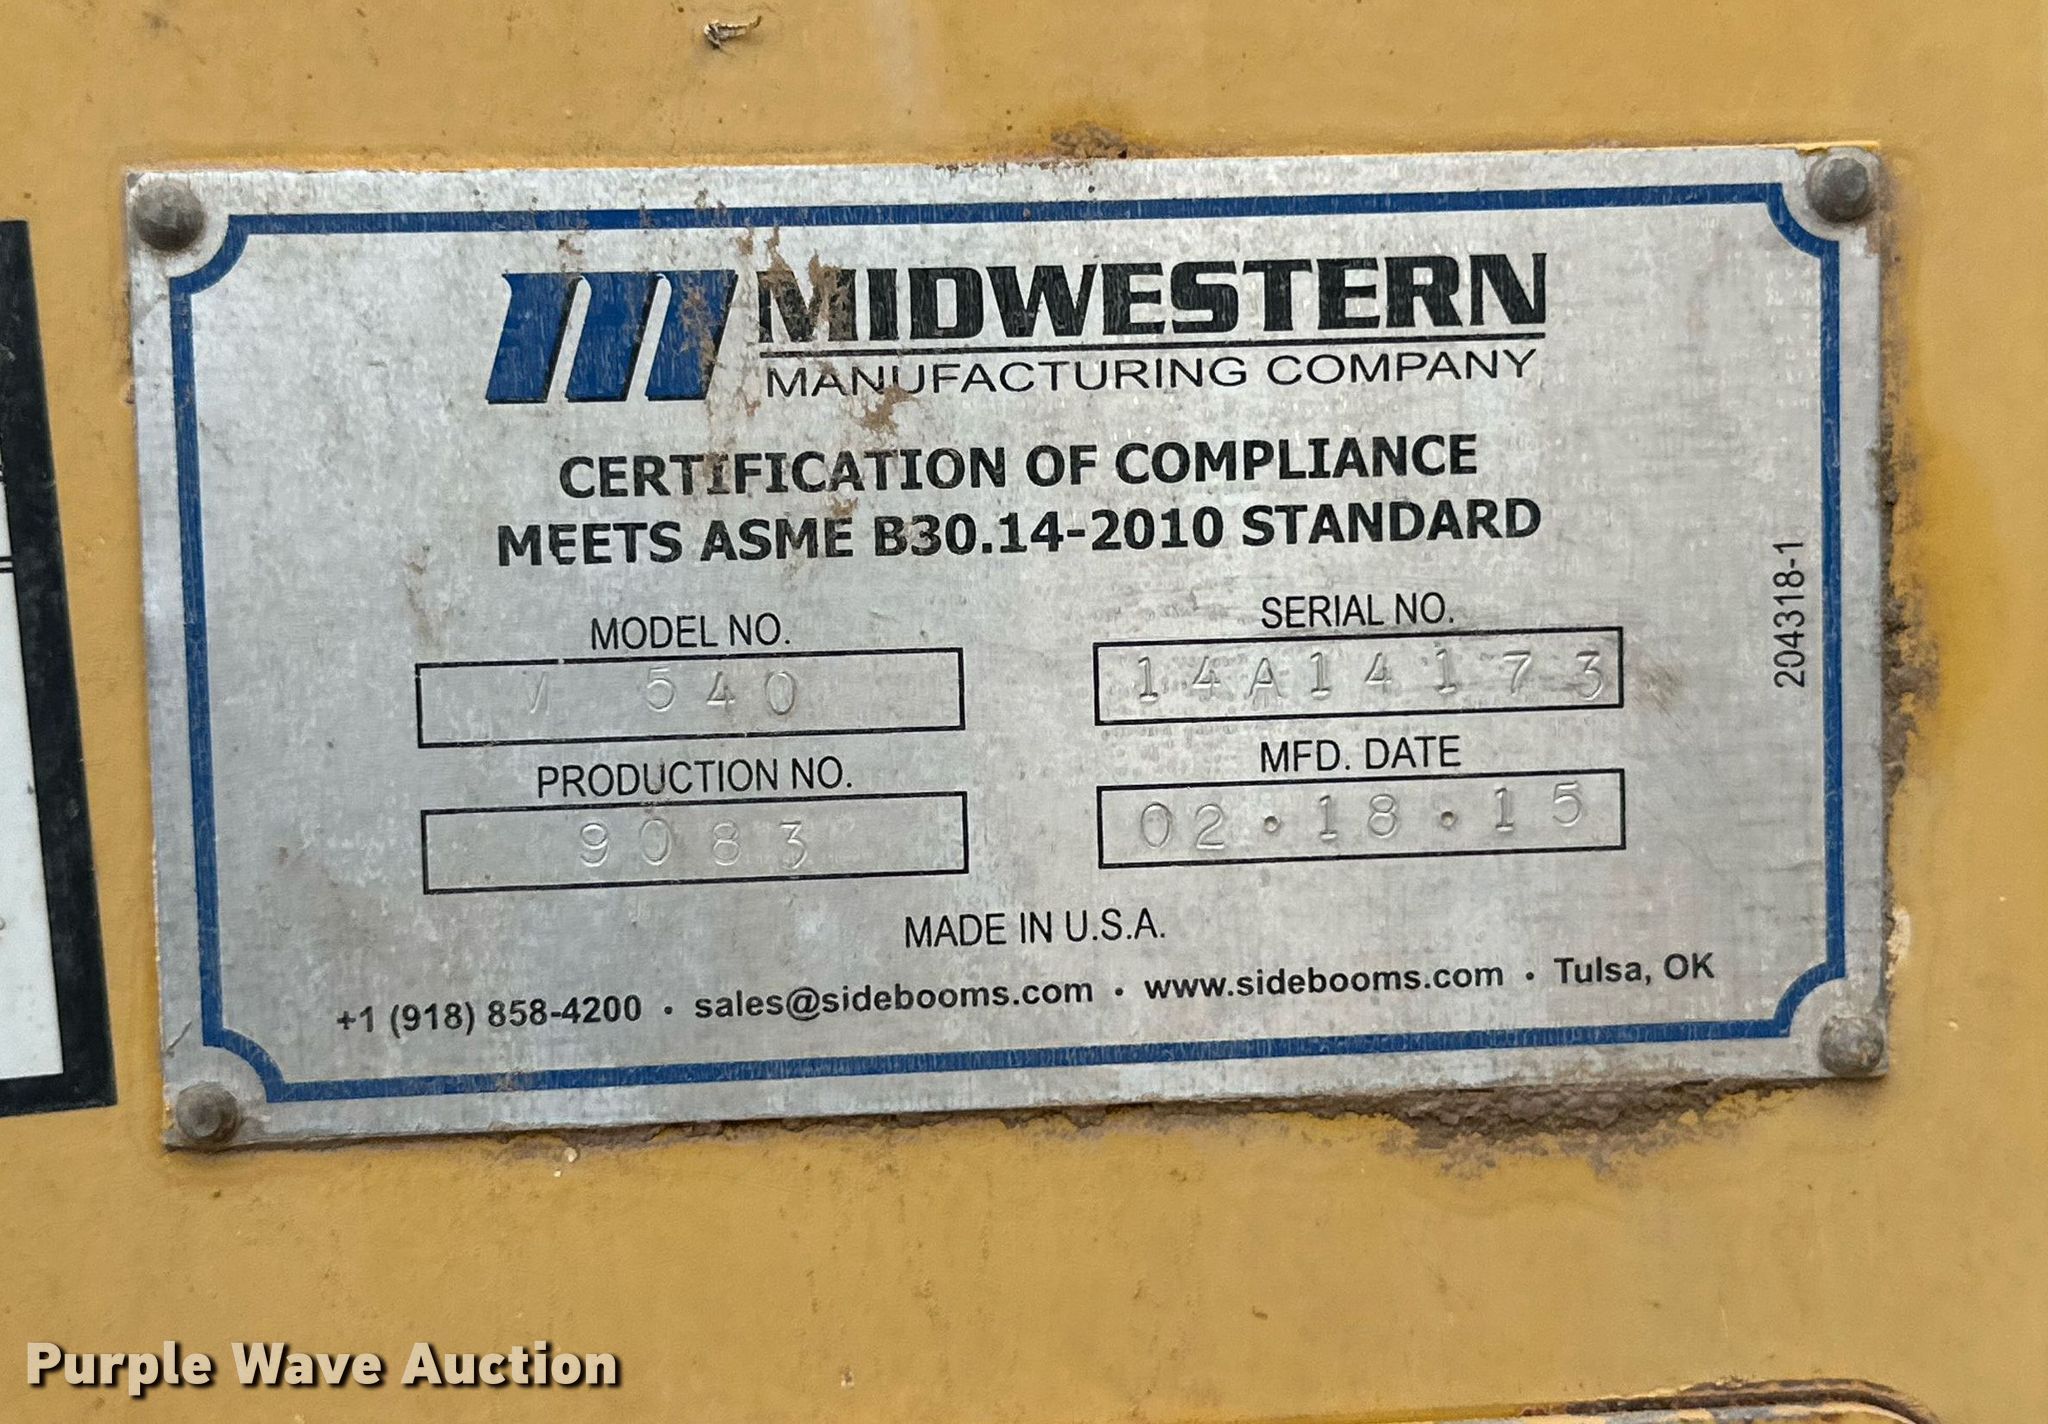 MIDWESTERN
MANUFACTURING COMPANY
CERTIFICATION OF COMPLIANCE
MEETS ASME B30.14-2010 STANDARD
MODEL NO.
540
SERIAL NO.
14A14173
PRODUCTION NO.
9083
MFD. DATE
02.18.15
204318-1
MADE IN U.S.A.
+1 (918) 858-4200 • sales@sidebooms.com • www.sidebooms.com • Tulsa, OK
Purple Wave Auction